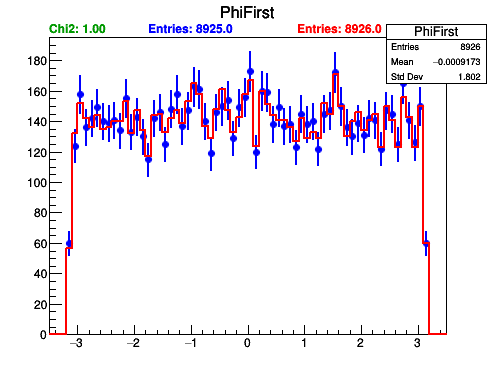 PhiFirst
Chi2: 1.00 Entries: 8925.0 Entries: 8926.0
PhiFirst
Entries 8926
Mean −0.0009173
Std Dev 1.802
180
160
140
120
100
80
60
40
20
0
−3 −2 −1 0 1 2 3